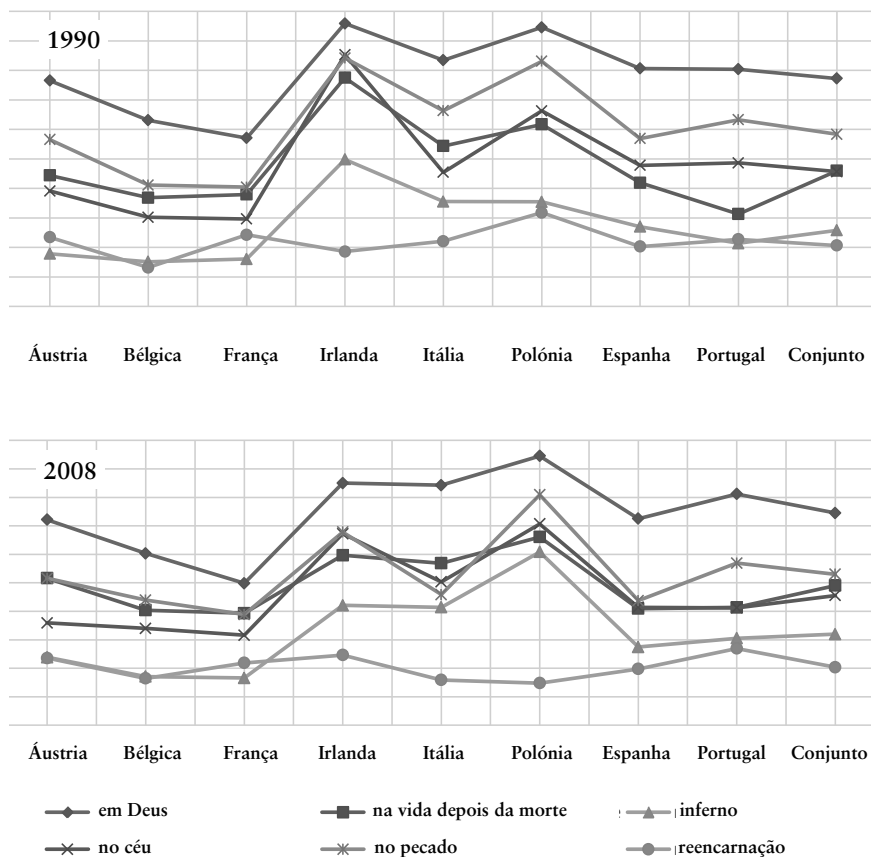 1990
Áustria Bélgica França Irlanda Itália Polónia Espanha Portugal Conjunto
2008
Áustria Bélgica França Irlanda Itália Polónia Espanha Portugal Conjunto
em Deus na vida depois da morte inferno
no céu no pecado reencarnação